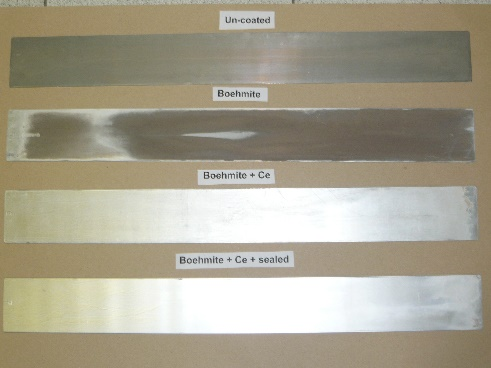 Un-coated
Boehmite
Boehmite + Ce
Boehmite + Ce + sealed